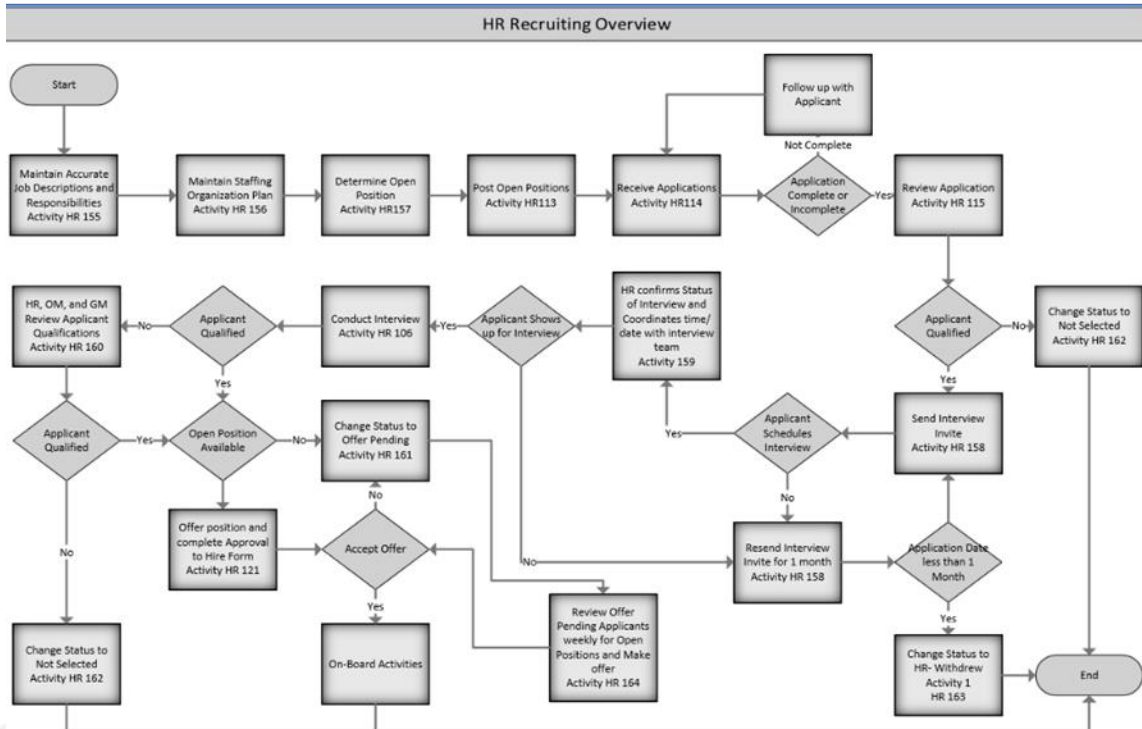 HR Recruiting Overview
Start
Follow up with
Applicant
Not Complete
Maintain Accurate
Job Descriptions and
Responsibilities
Activity HR 155
Maintain Staffing
Organization Plan
Activity HR 156
Determine Open
Position
Activity HR157
Post Open Positions
Activity HR113
Receive Applications
Activity HR114
Application
Complete or
Incomplete
Yes
Review Application
Activity HR 115
HR, OM, and GM
Review Applicant
Qualifications
Activity HR 160
No
Applicant
Qualified
Conduct Interview
Activity HR 106
Yes
Applicant Shows
up for Interview
HR confirms Status
of Interview and
Coordinates time/
date with interview
team
Activity 159
Applicant
Qualified
No
Change Status to
Not Selected
Activity HR 162
Yes
Yes
Applicant
Qualified
Yes
Open Position
Available
No
Change Status to
Offer Pending
Activity HR 161
Yes
Applicant
Schedules
Interview
Send Interview
Invite
Activity HR 158
No
No
Offer position and
complete Approval
to Hire Form
Activity HR 121
Accept Offer
No
No
Resend Interview
Invite for 1 month
Activity HR 158
Application Date
less than 1
Month
Yes
Yes
Change Status to
Not Selected
Activity HR 162
On-Board Activities
Review Offer
Pending Applicants
weekly for Open
Positions and Make
offer
Activity HR 164
Change Status to
HR- Withdrew
Activity 1
HR 163
End